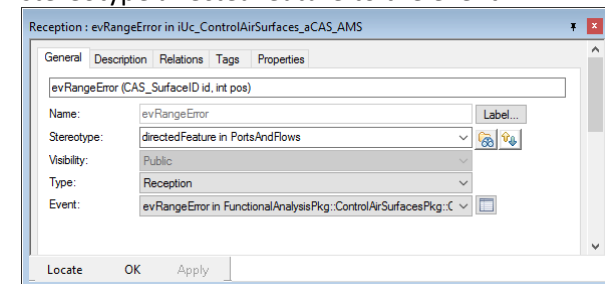 Reception : evRangeError in iUc_ControlAirSurfaces_aCAS_AMS
General Description Relations Tags Properties
evRangeError (CAS_SurfaceID id, int pos)
Name: evRangeError Label...
Stereotype: directedFeature in PortsAndFlows
Visibility: Public
Type: Reception
Event: evRangeError in FunctionalAnalysisPkg::ControlAirSurfacesPkg::C
Locate OK Apply